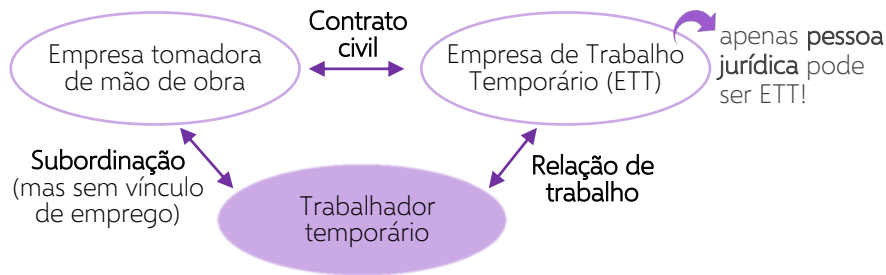 Empresa tomadora
de mão de obra
Contrato
civil
Empresa de Trabalho
Temporário (ETT)
apenas pessoa
jurídica pode
ser ETT!
Subordinação
(mas sem vínculo
de emprego)
Relação de
trabalho
Trabalhador
temporário